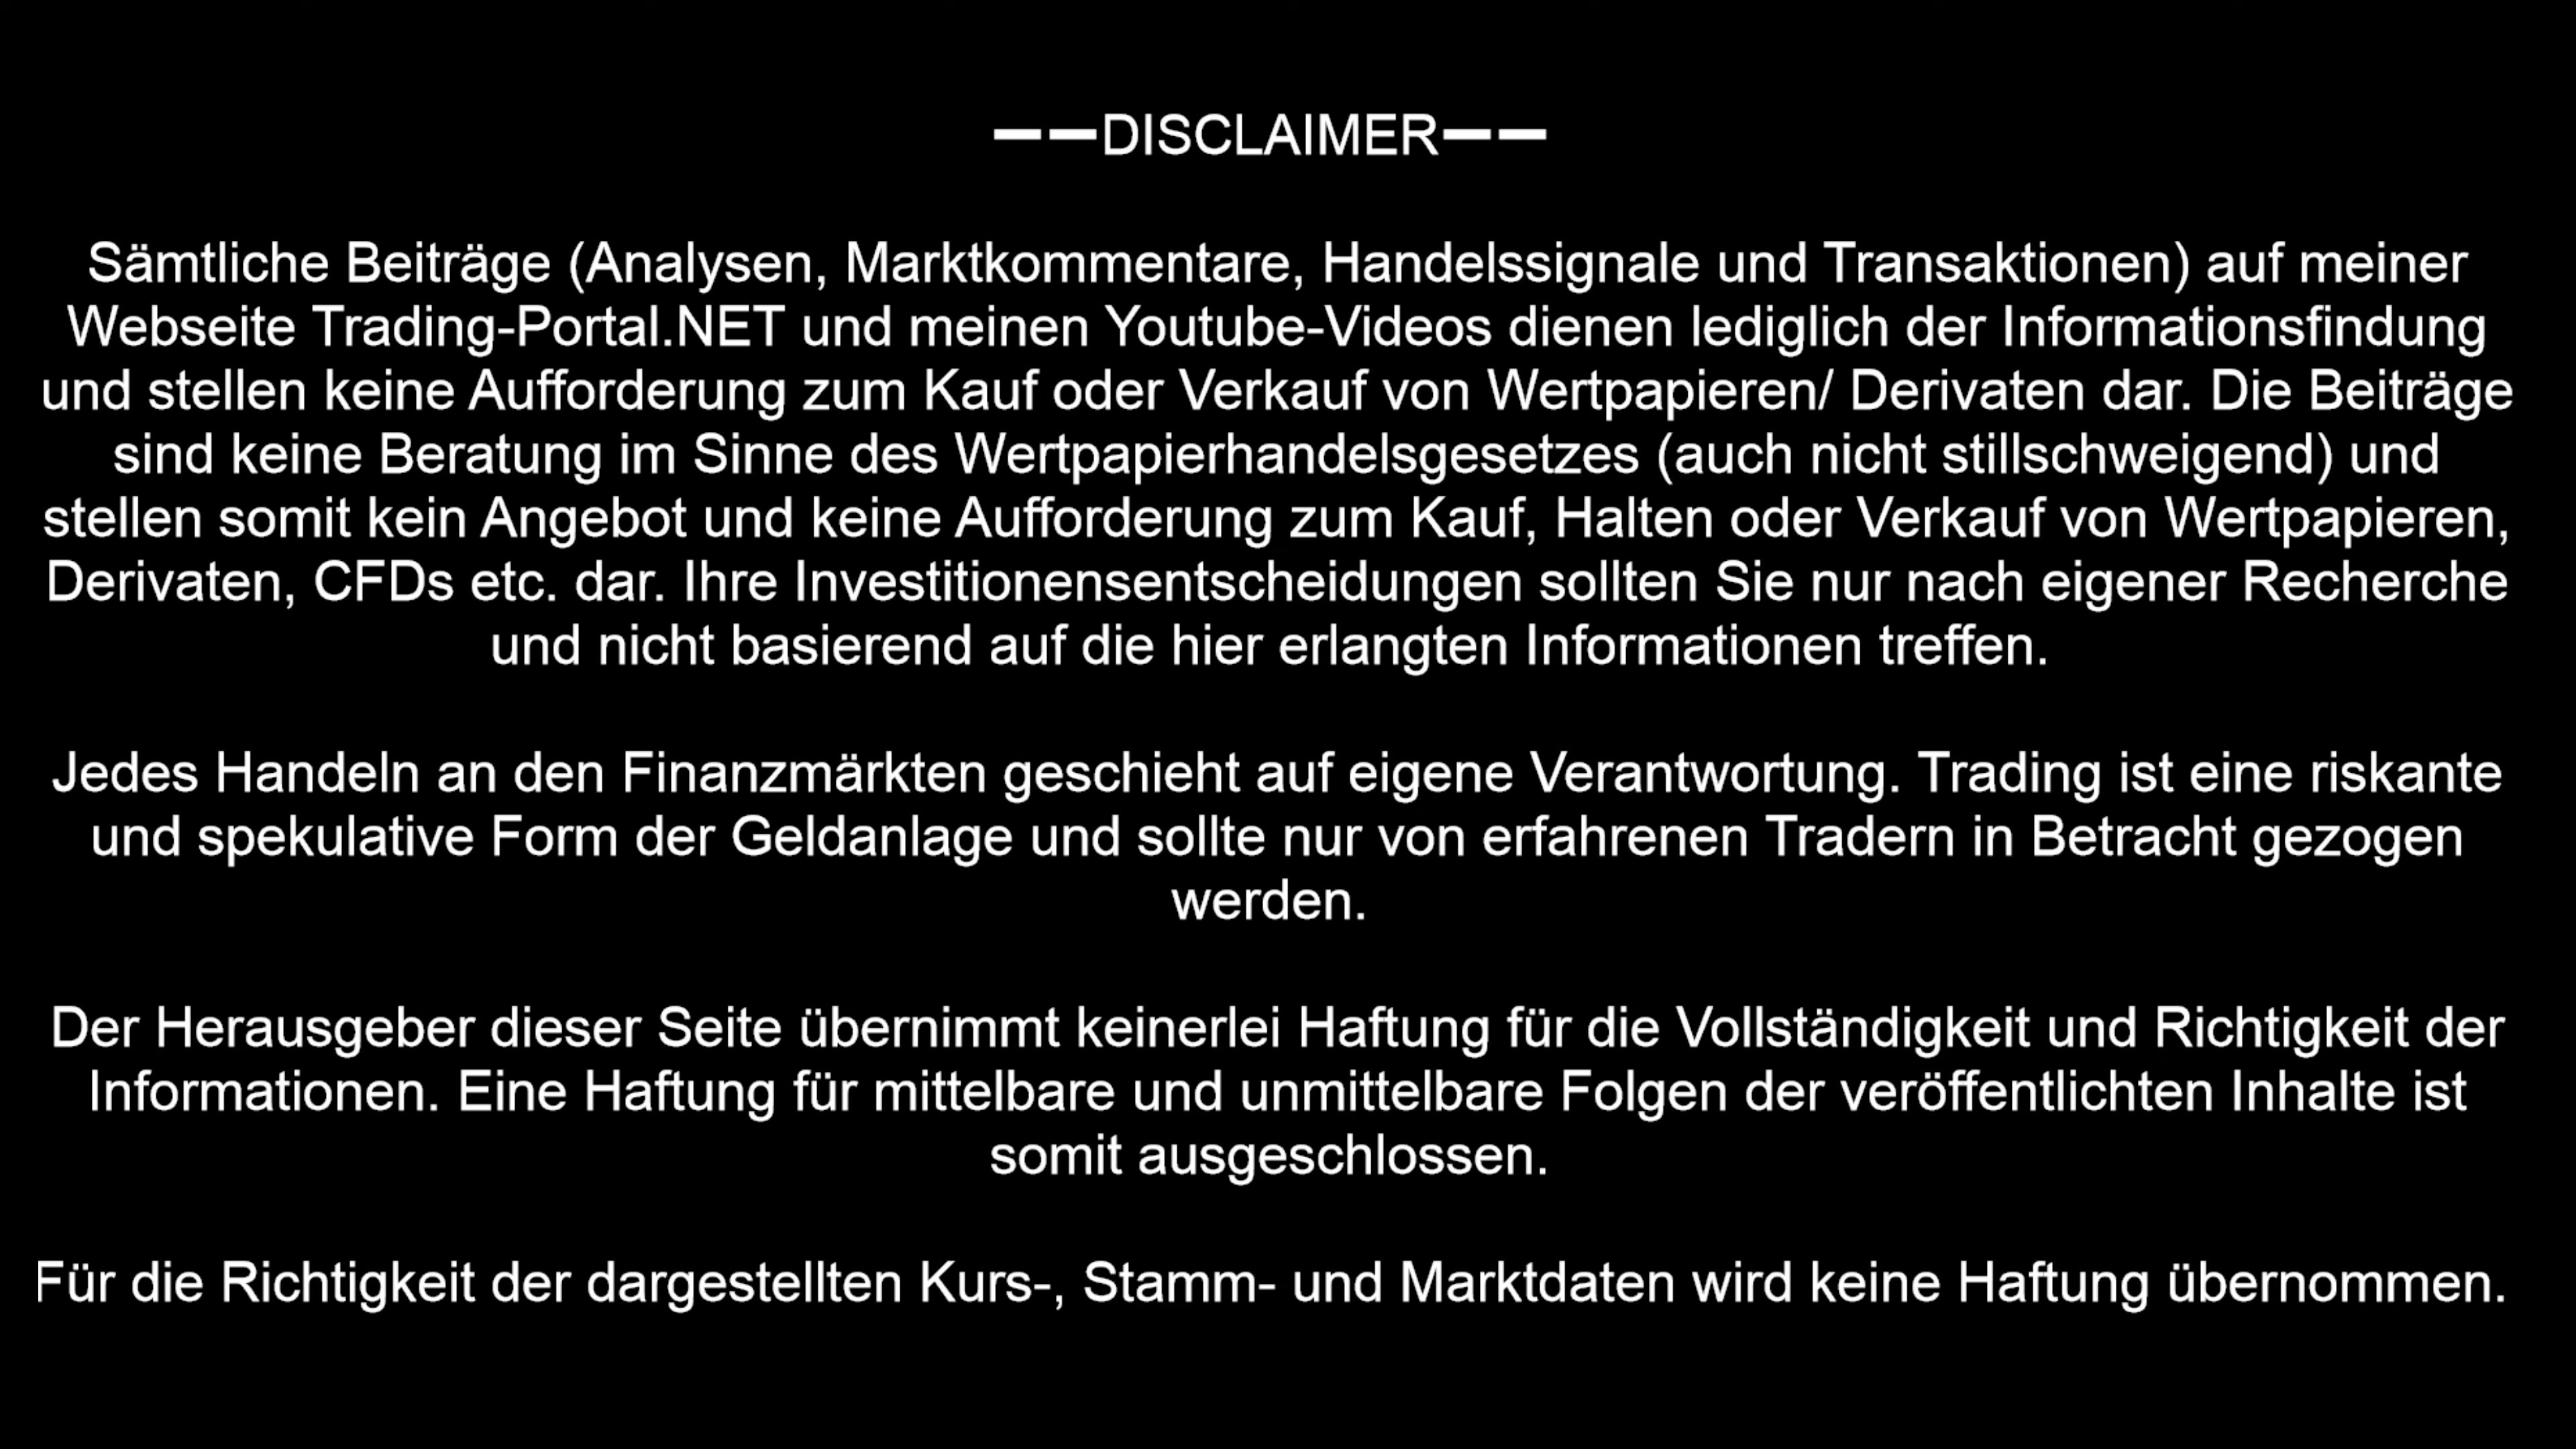 ——DISCLAIMER——
Sämtliche Beiträge (Analysen, Marktkommentare, Handelssignale und Transaktionen) auf meiner
Webseite Trading-Portal.NET und meinen Youtube-Videos dienen lediglich der Informationsfindung
und stellen keine Aufforderung zum Kauf oder Verkauf von Wertpapieren/ Derivaten dar. Die Beiträge
sind keine Beratung im Sinne des Wertpapierhandelsgesetzes (auch nicht stillschweigend) und
stellen somit kein Angebot und keine Aufforderung zum Kauf, Halten oder Verkauf von Wertpapieren,
Derivaten, CFDs etc. dar. Ihre Investitionensentscheidungen sollten Sie nur nach eigener Recherche
und nicht basierend auf die hier erlangten Informationen treffen.
Jedes Handeln an den Finanzmärkten geschieht auf eigene Verantwortung. Trading ist eine riskante
und spekulative Form der Geldanlage und sollte nur von erfahrenen Tradern in Betracht gezogen
werden.
Der Herausgeber dieser Seite übernimmt keinerlei Haftung für die Vollständigkeit und Richtigkeit der
Informationen. Eine Haftung für mittelbare und unmittelbare Folgen der veröffentlichten Inhalte ist
somit ausgeschlossen.
Für die Richtigkeit der dargestellten Kurs-, Stamm- und Marktdaten wird keine Haftung übernommen.